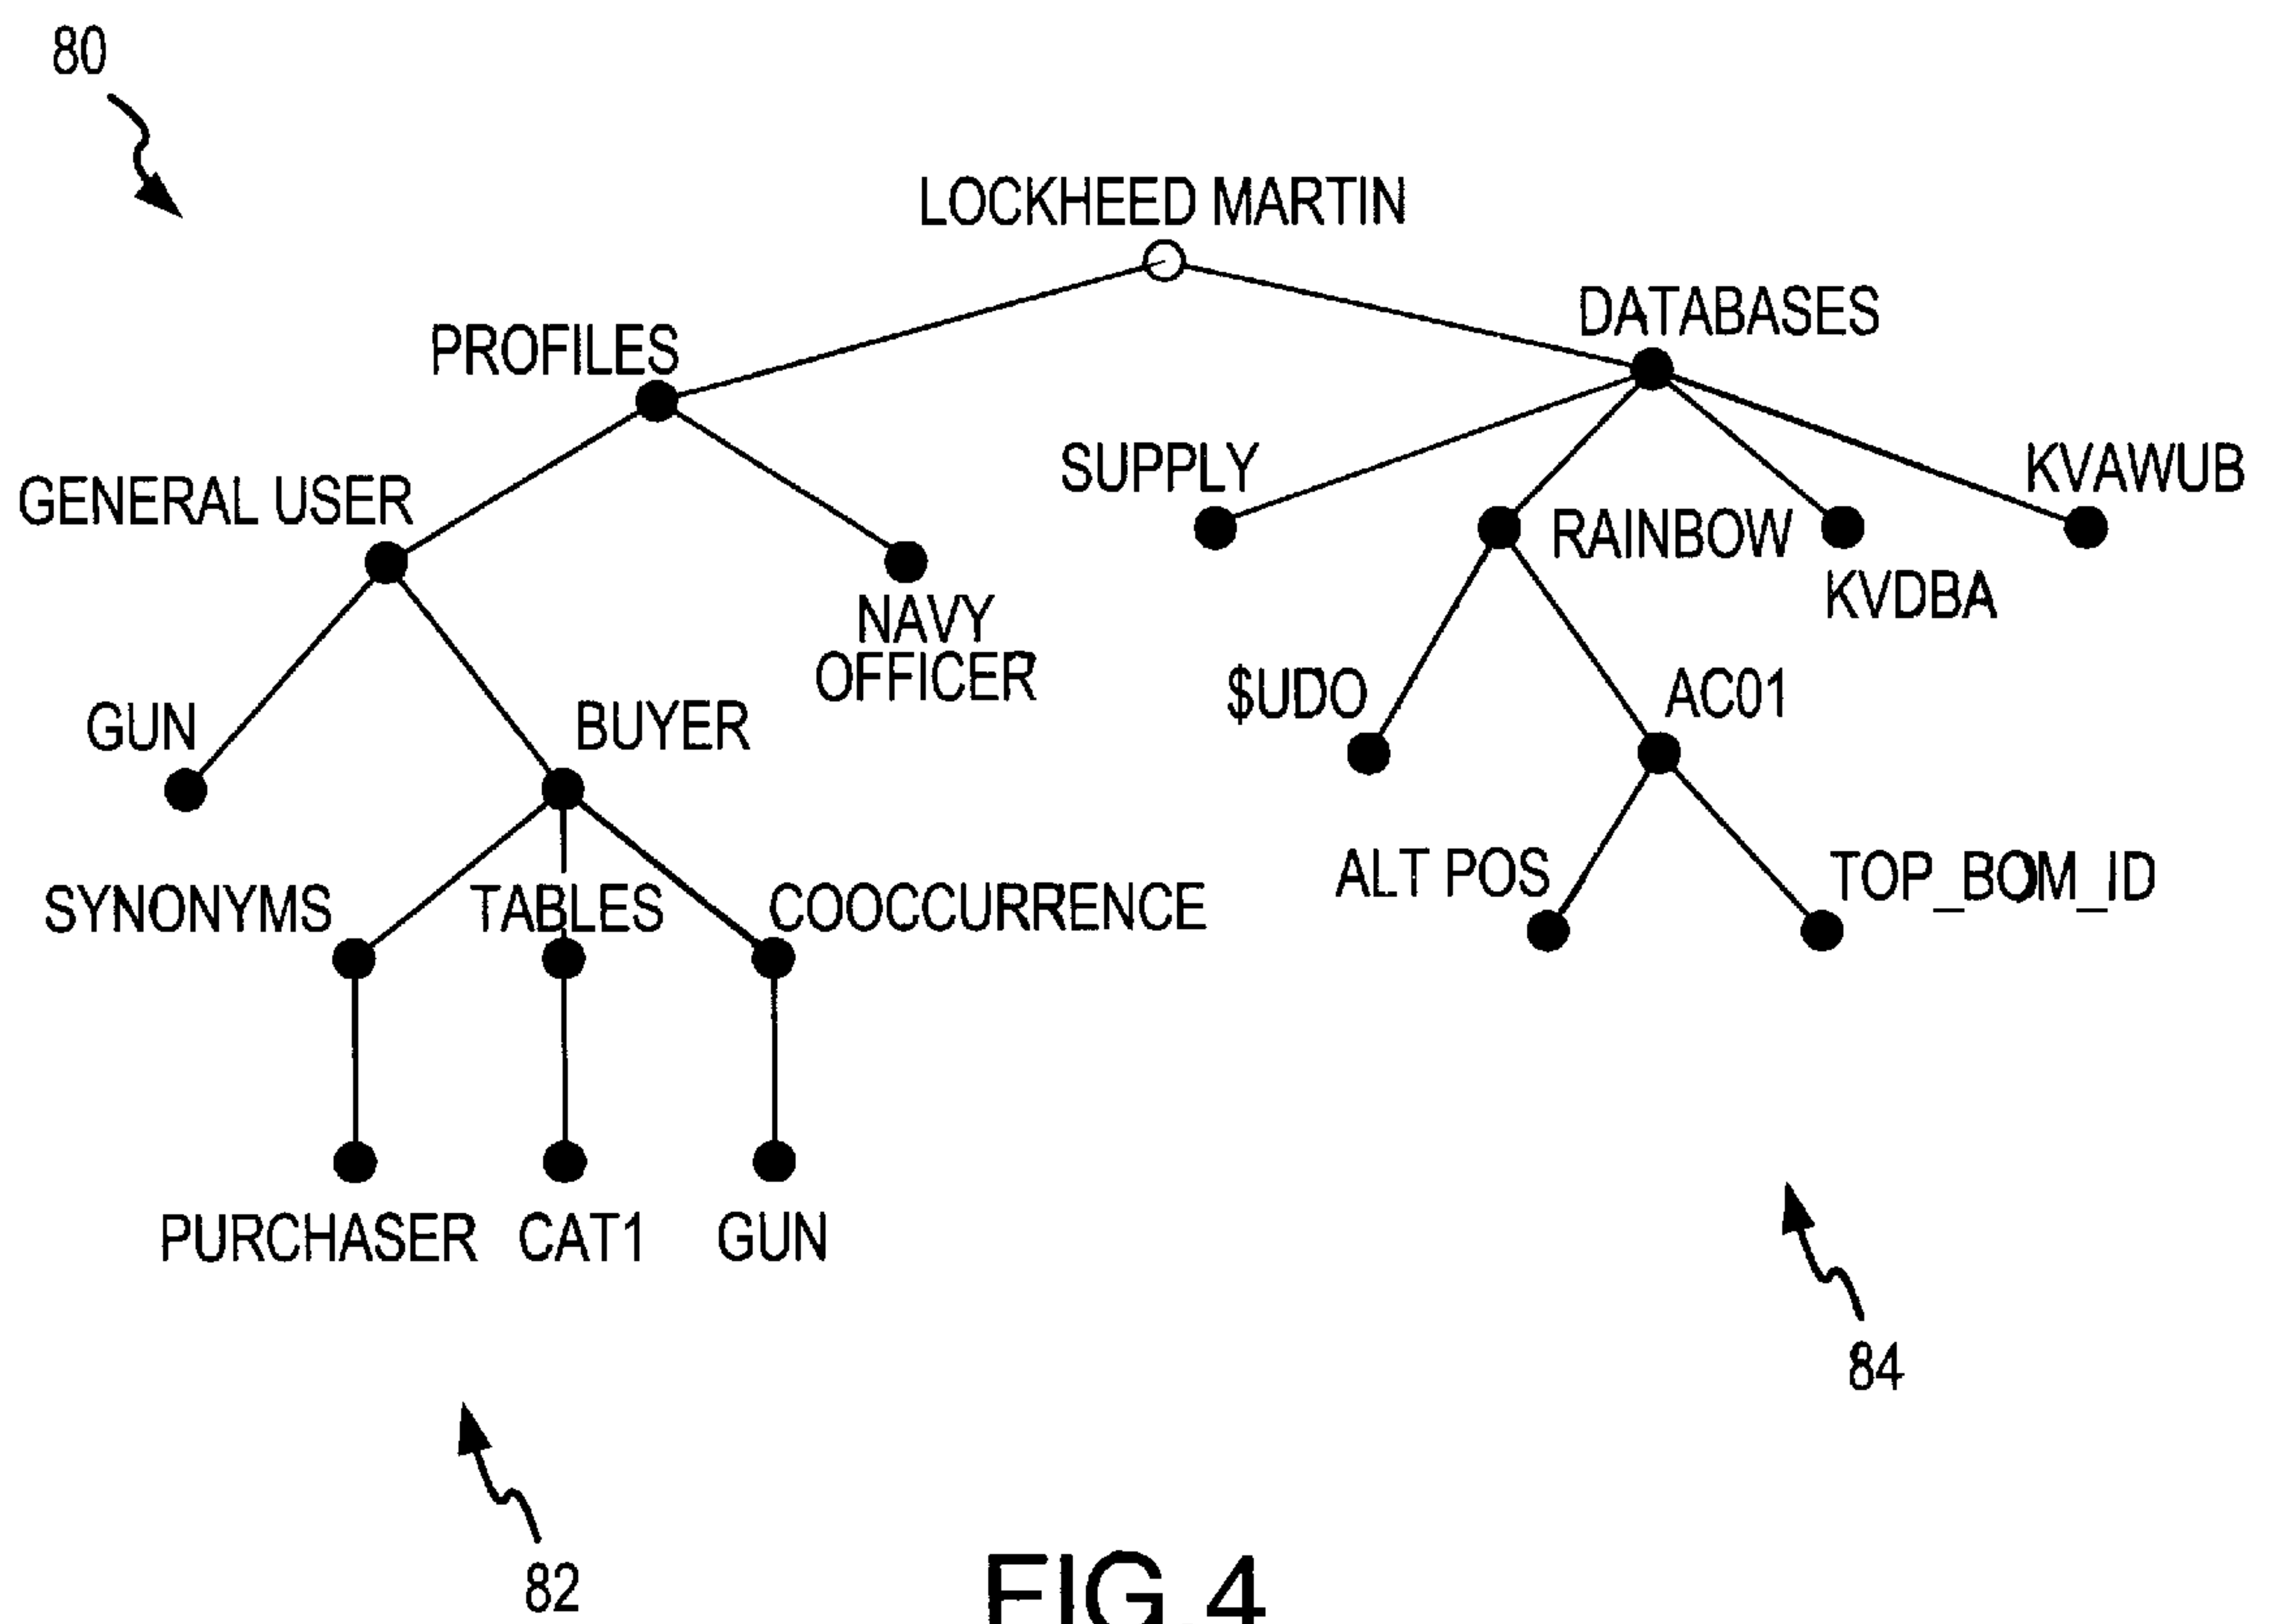 80
LOCKHEED MARTIN
DATABASES
PROFILES
SUPPLY
KVAWUB
GENERAL USER
RAINBOW
KVDBA
NAVY
OFFICER
$UDO
AC01
GUN
BUYER
ALT POS
TOP_BOM_ID
SYNONYMS
TABLES
COOCCURRENCE
PURCHASER
CAT1
GUN
84
82
FIG. 4